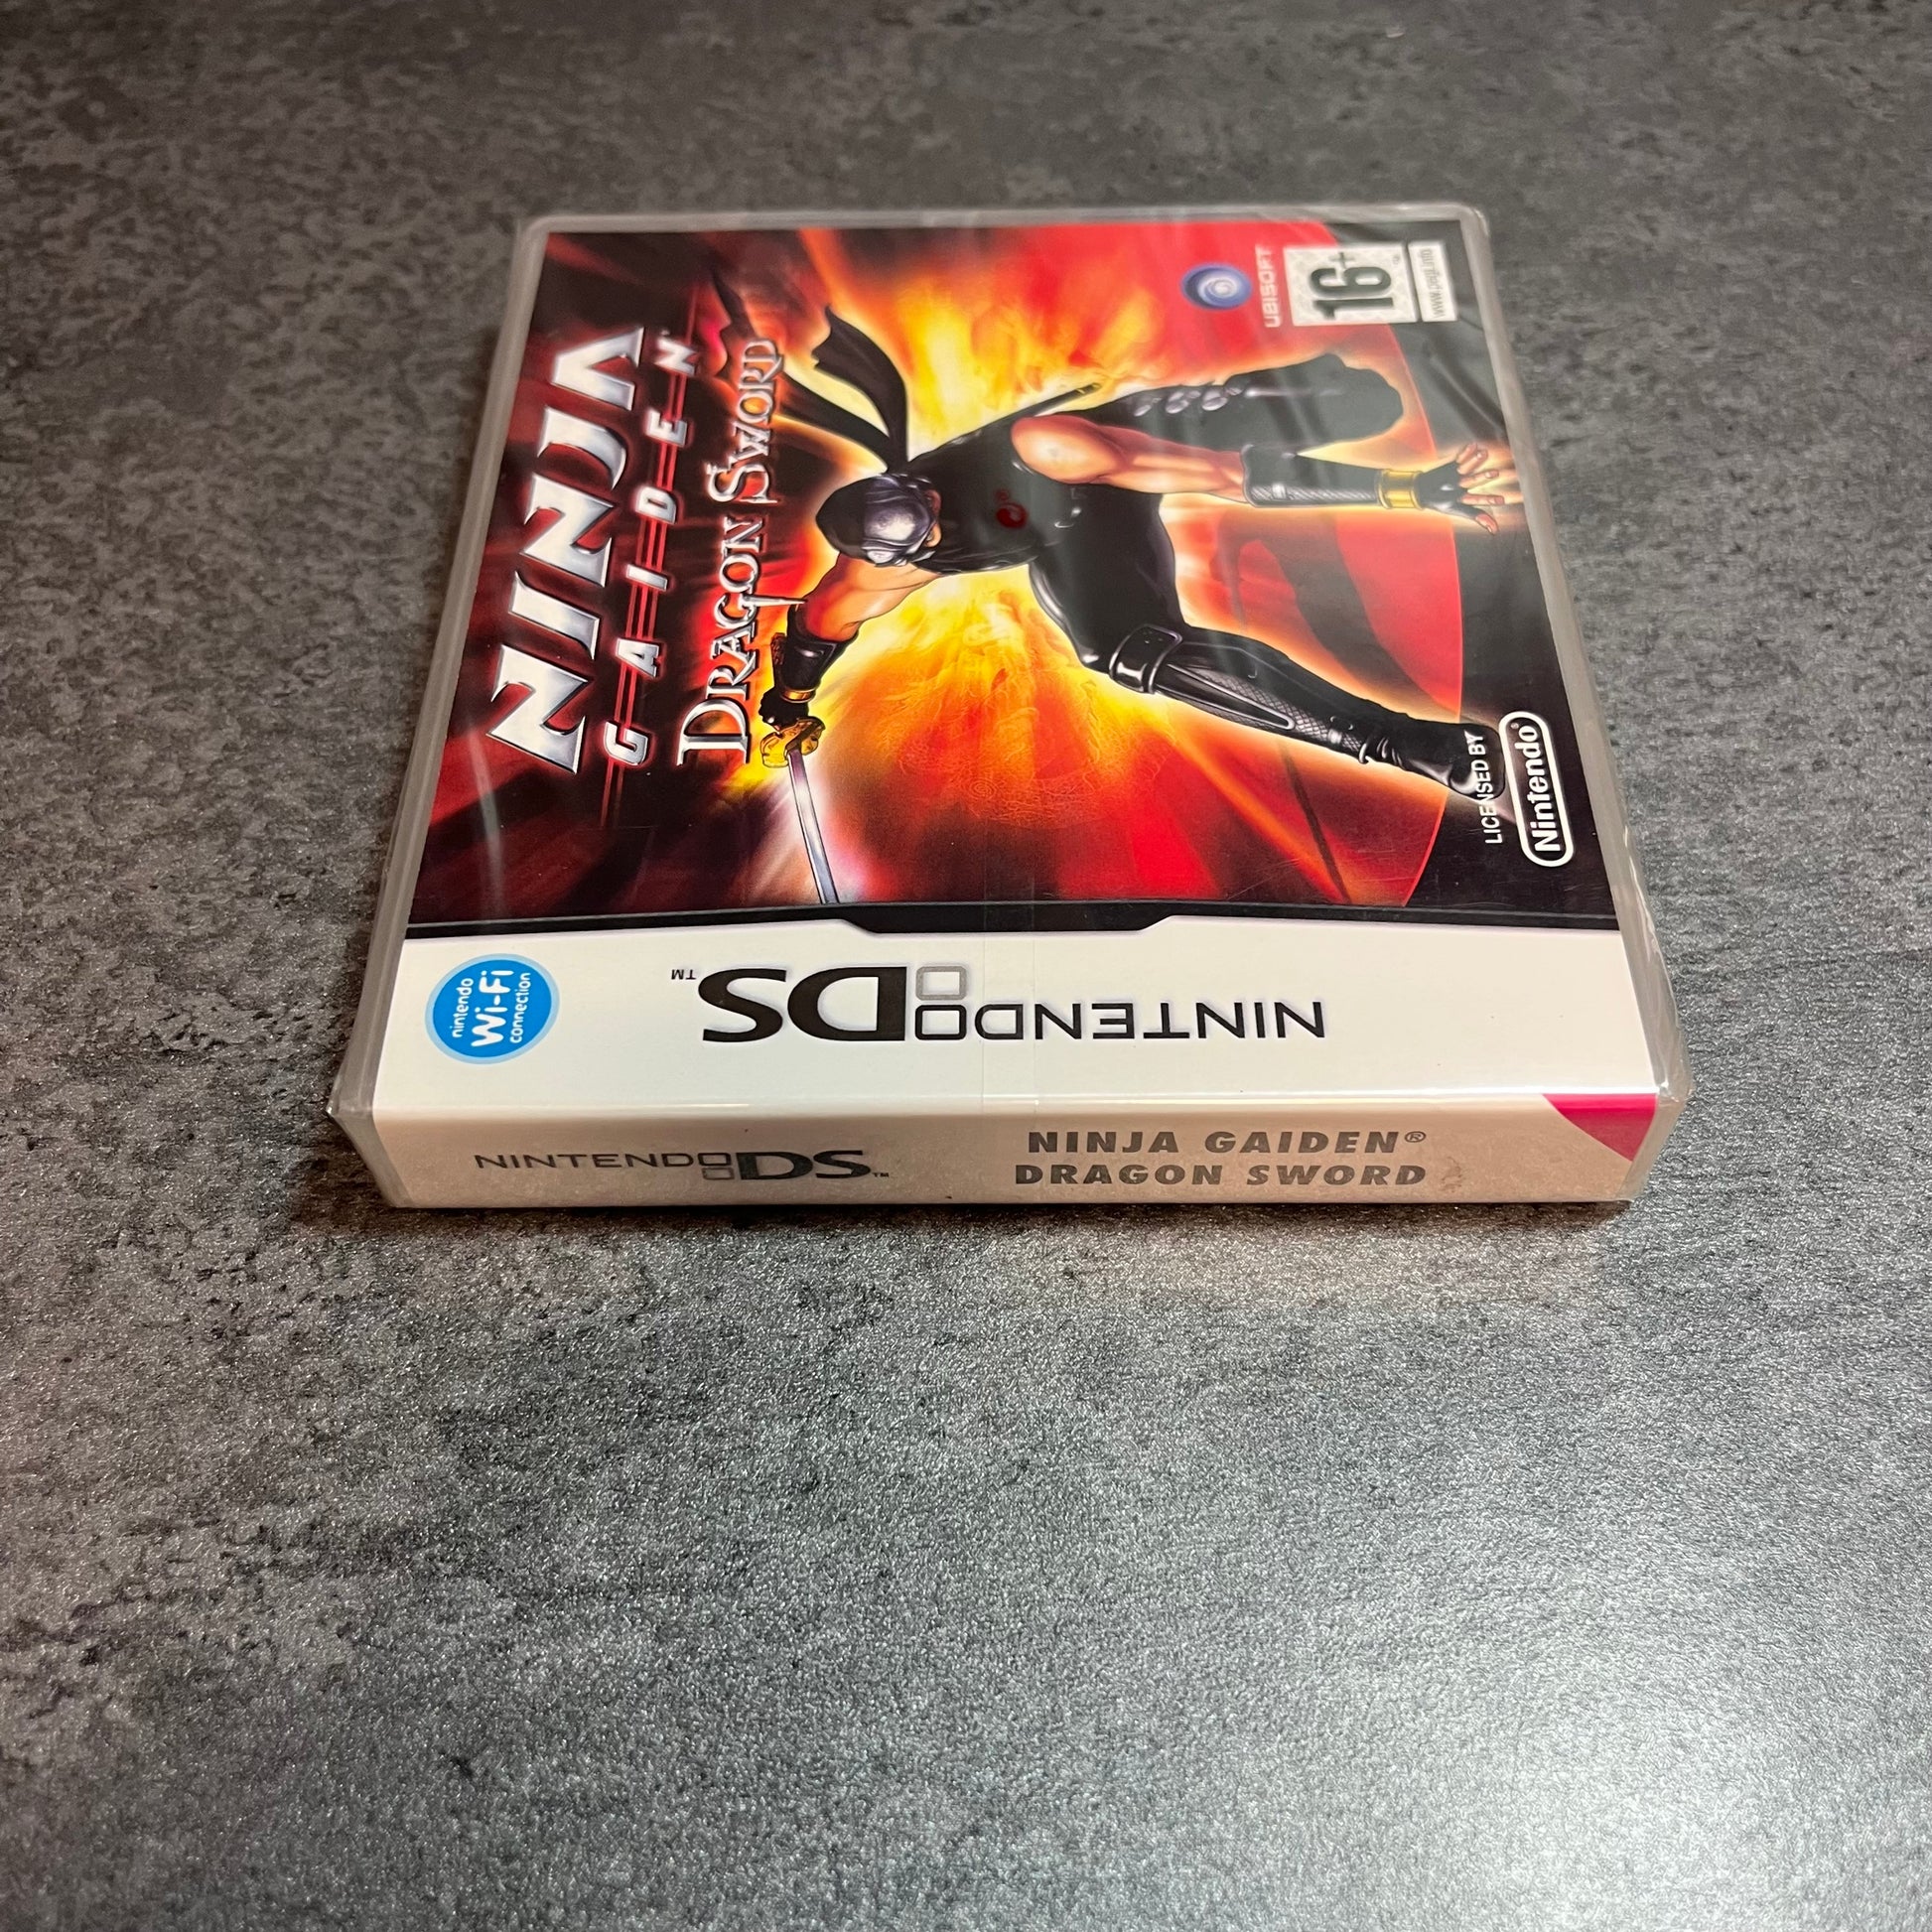 NINJA
GAIDEN™
DRAGON SWORD
UBISOFT
16+
www.pegi.info
LICENSED BY
Nintendo®
nintendo
Wi-Fi
connection
NINTENDO DS™
NINTENDO DS™
NINJA GAIDEN®
DRAGON SWORD